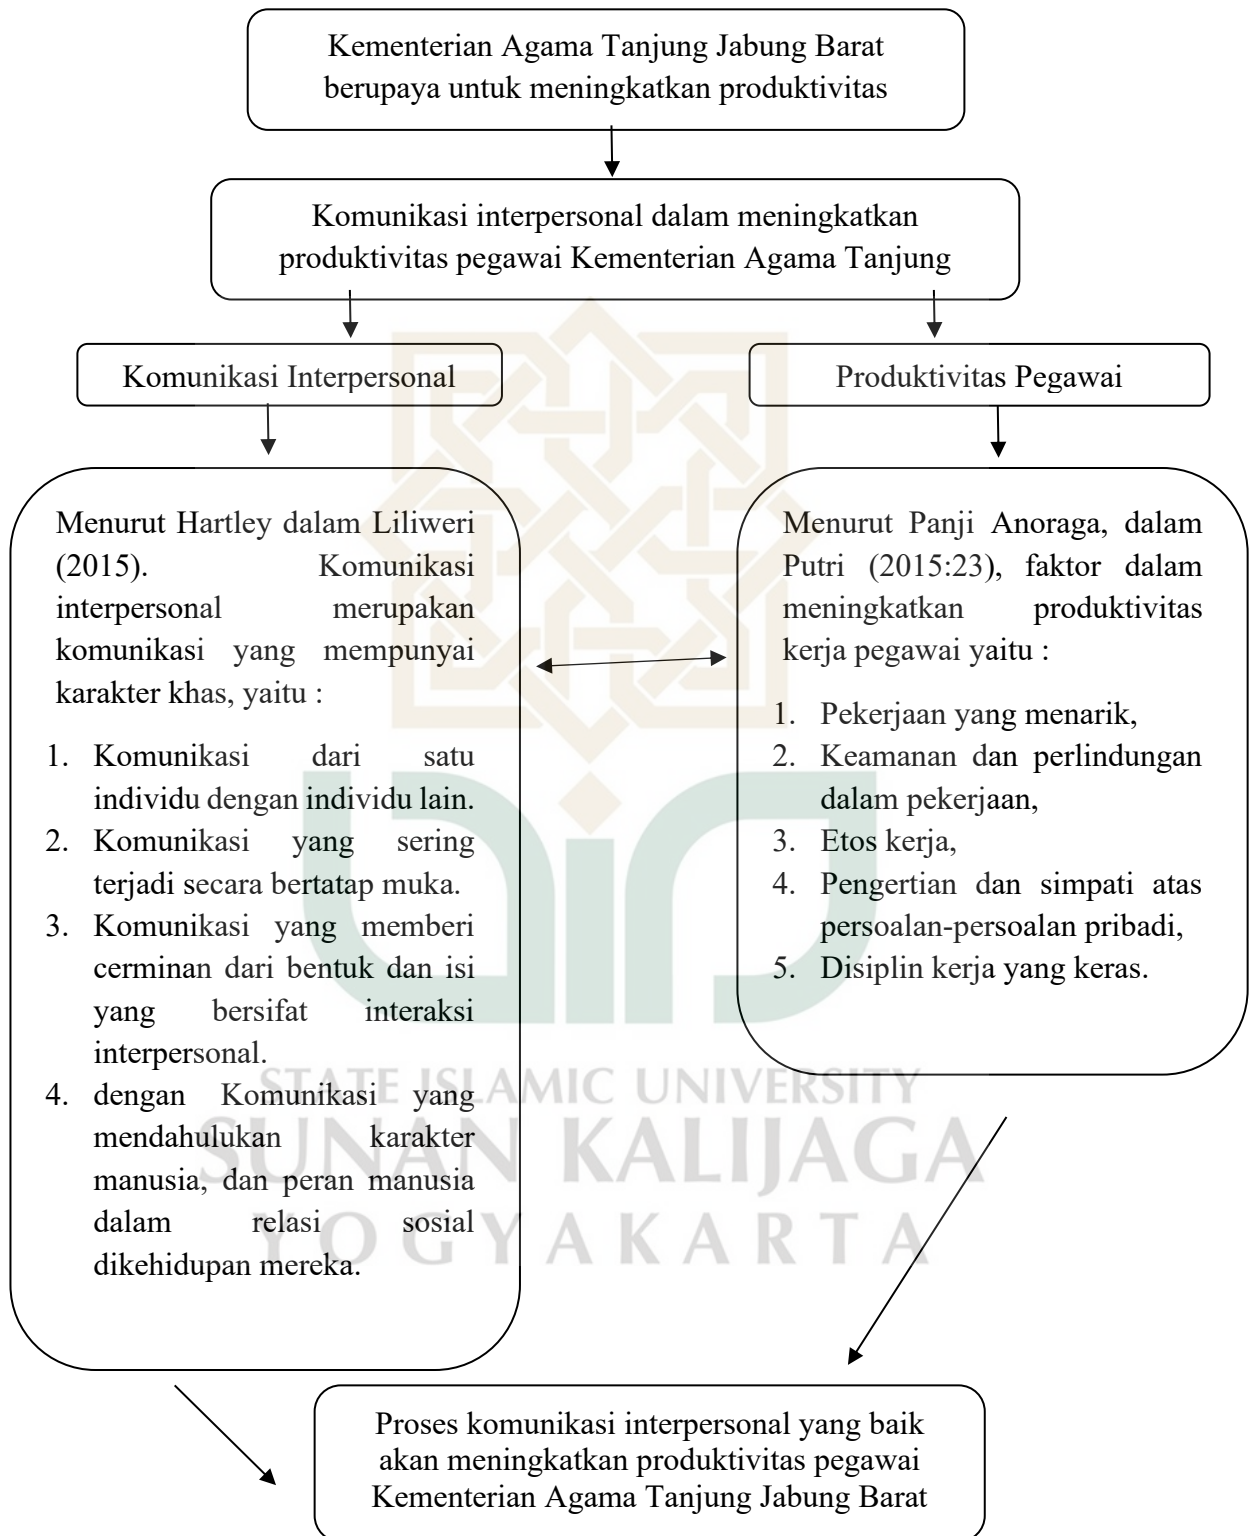 Kementerian Agama Tanjung Jabung Barat
berupaya untuk meningkatkan produktivitas
Komunikasi interpersonal dalam meningkatkan
produktivitas pegawai Kementerian Agama Tanjung
Komunikasi Interpersonal
Produktivitas Pegawai
Menurut Hartley dalam Liliweri
(2015). Komunikasi
interpersonal merupakan
komunikasi yang mempunyai
karakter khas, yaitu :
1. Komunikasi dari satu
individu dengan individu lain.
2. Komunikasi yang sering
terjadi secara bertatap muka.
3. Komunikasi yang memberi
cerminan dari bentuk dan isi
yang bersifat interaksi
interpersonal.
4. dengan Komunikasi yang
mendahulukan karakter
manusia, dan peran manusia
dalam relasi sosial
dikehidupan mereka.
Menurut Panji Anoraga, dalam
Putri (2015:23), faktor dalam
meningkatkan produktivitas
kerja pegawai yaitu :
1. Pekerjaan yang menarik,
2. Keamanan dan perlindungan
dalam pekerjaan,
3. Etos kerja,
4. Pengertian dan simpati atas
persoalan-persoalan pribadi,
5. Disiplin kerja yang keras.
STATE ISLAMIC UNIVERSITY
SUNAN KALIJAGA
YOGYAKARTA
Proses komunikasi interpersonal yang baik
akan meningkatkan produktivitas pegawai
Kementerian Agama Tanjung Jabung Barat